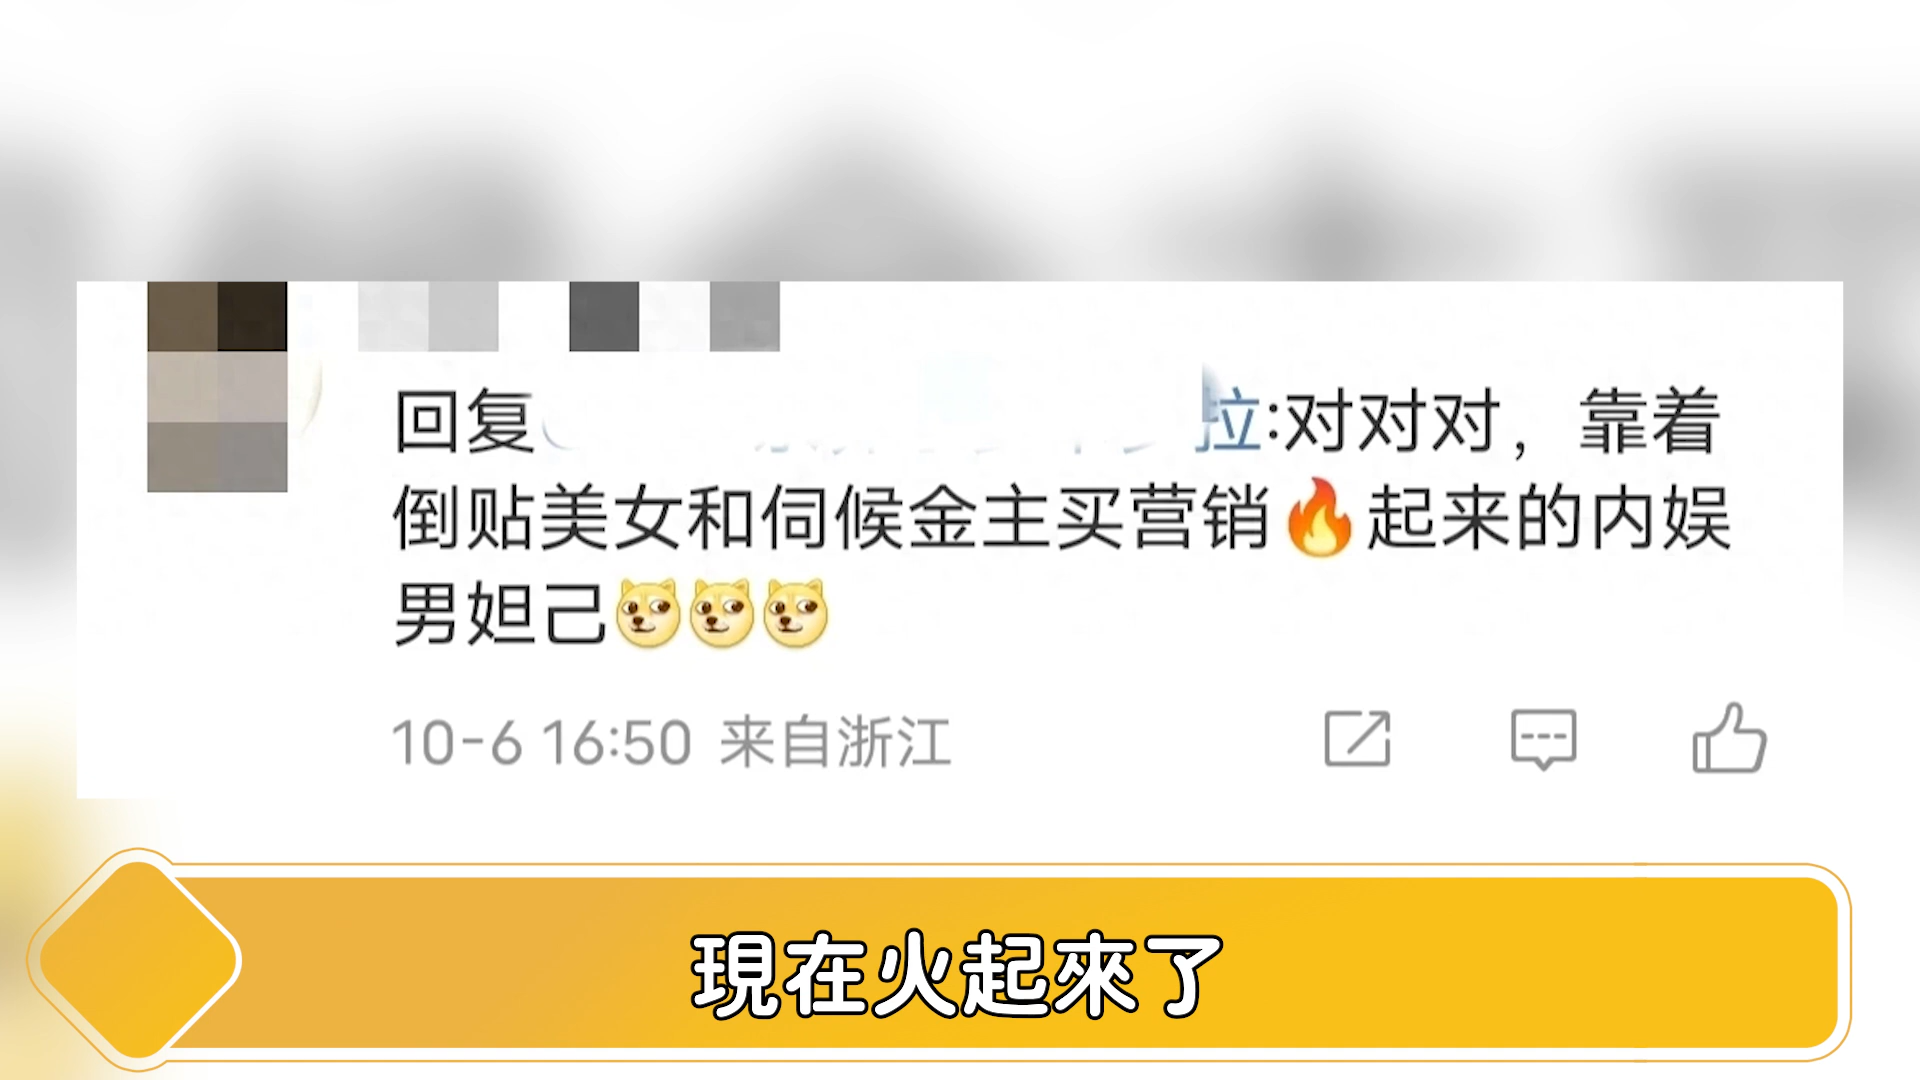 回复 拉:对对对，靠着
倒贴美女和伺候金主买营销🔥起来的内娱
男妲己
10-6 16:50 来自浙江
現在火起來了